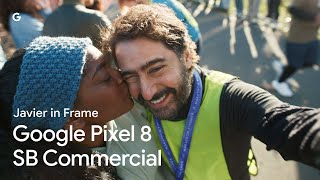 G
Javier in Frame
Google Pixel 8
SB Commercial